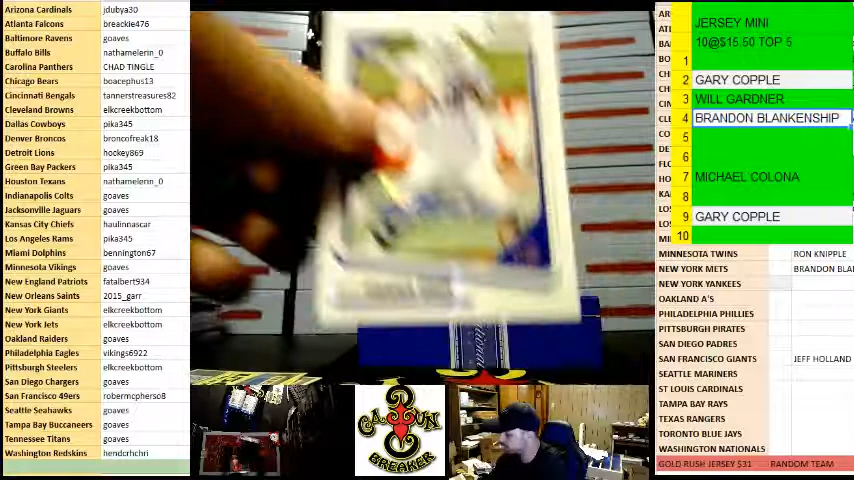 Arizona Cardinals jdubya30
Atlanta Falcons breackie476
Baltimore Ravens goaves
Buffalo Bills nathamelerin_0
Carolina Panthers CHAD TINGLE
Chicago Bears boacephus13
Cincinnati Bengals tannerstreasures82
Cleveland Browns elkcreekbottom
Dallas Cowboys pika345
Denver Broncos broncofreak18
Detroit Lions hockey869
Green Bay Packers pika345
Houston Texans nathamelerin_0
Indianapolis Colts goaves
Jacksonville Jaguars goaves
Kansas City Chiefs haulinnascar
Los Angeles Rams pika345
Miami Dolphins bennington67
Minnesota Vikings goaves
New England Patriots fatalbert934
New Orleans Saints 2015_garr
New York Giants elkcreekbottom
New York Jets elkcreekbottom
Oakland Raiders goaves
Philadelphia Eagles vikings6922
Pittsburgh Steelers elkcreekbottom
San Diego Chargers goaves
San Francisco 49ers robermcphers08
Seattle Seahawks goaves
Tampa Bay Buccaneers goaves
Tennessee Titans goaves
Washington Redskins hendcrhchri
CAJUN
BREAKER
JERSEY MINI
10@$15.50 TOP 5
1
2 GARY COPPLE
3 WILL GARDNER
4 BRANDON BLANKENSHIP
5
6
7 MICHAEL COLONA
8
9 GARY COPPLE
10
MINNESOTA TWINS RON KNIPPLE
NEW YORK METS BRANDON BLA
NEW YORK YANKEES
OAKLAND A'S
PHILADELPHIA PHILLIES
PITTSBURGH PIRATES
SAN DIEGO PADRES
SAN FRANCISCO GIANTS JEFF HOLLAND
SEATTLE MARINERS
ST LOUIS CARDINALS
TAMPA BAY RAYS
TEXAS RANGERS
TORONTO BLUE JAYS
WASHINGTON NATIONALS
GOLD RUSH JERSEY $31 RANDOM TEAM